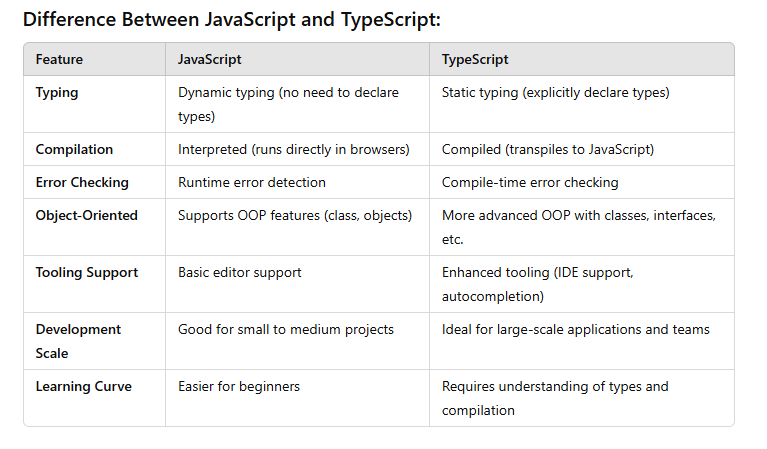 Difference Between JavaScript and TypeScript:
Feature JavaScript TypeScript
Typing Dynamic typing (no need to declare Static typing (explicitly declare types)
types)
Compilation Interpreted (runs directly in browsers) Compiled (transpiles to JavaScript)
Error Checking Runtime error detection Compile-time error checking
Object-Oriented Supports OOP features (class, objects) More advanced OOP with classes, interfaces,
etc.
Tooling Support Basic editor support Enhanced tooling (IDE support,
autocompletion)
Development Good for small to medium projects Ideal for large-scale applications and teams
Scale
Learning Curve Easier for beginners Requires understanding of types and
compilation